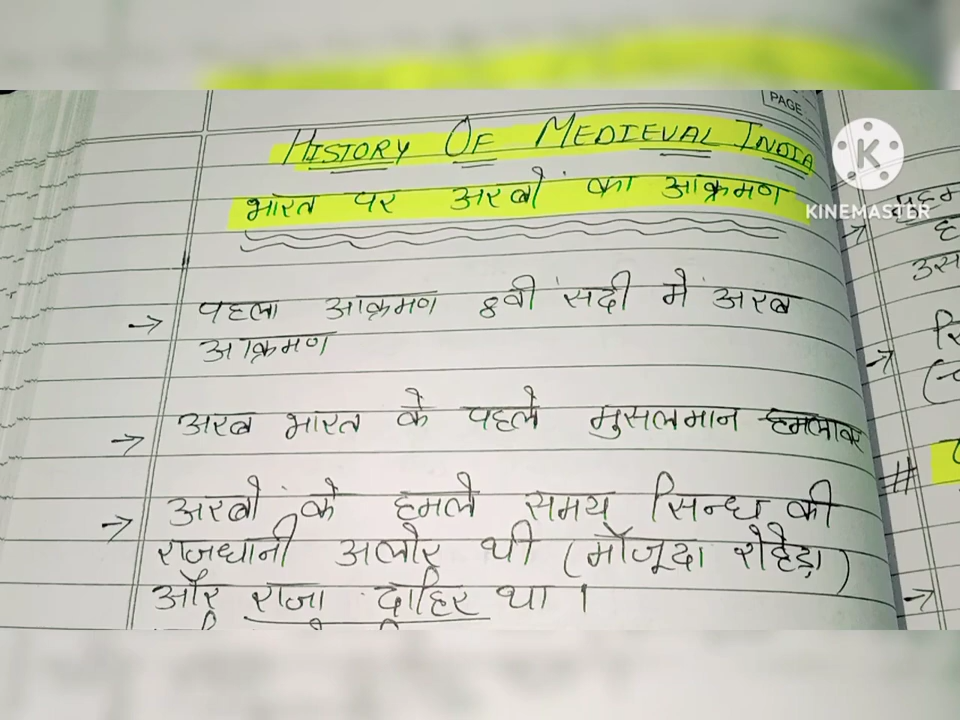 PAGE
HISTORY OF MEDIEVAL INDIA
भारत पर अरबों का आक्रमण
→ पहला आक्रमण 8वीं सदी में अरब
आक्रमण
→ अरब भारत के पहले मुसलमान हमलावर
→ अरबों के हमले समय सिन्ध की
राजधानी अलोर थी (मौजूदा रोहेड़ा)
और राजा दाहिर था।
KINEMASTER